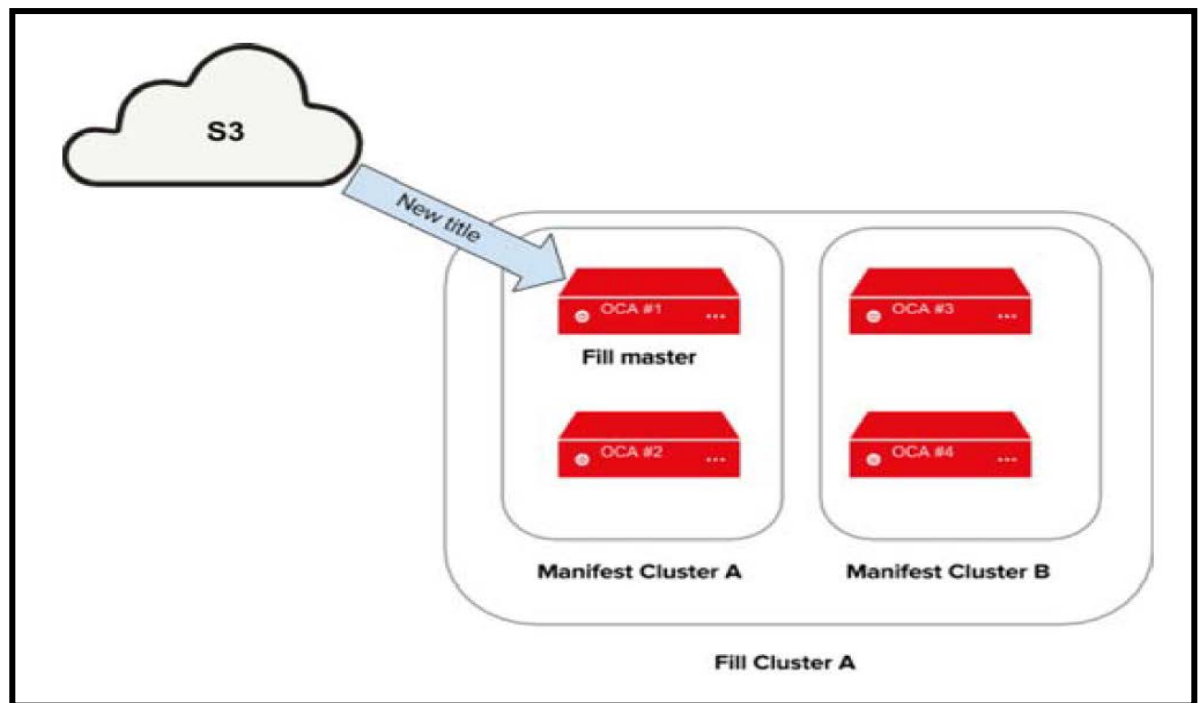 S3
New title
OCA #1
OCA #3
Fill master
OCA #2
OCA #4
Manifest Cluster A
Manifest Cluster B
Fill Cluster A